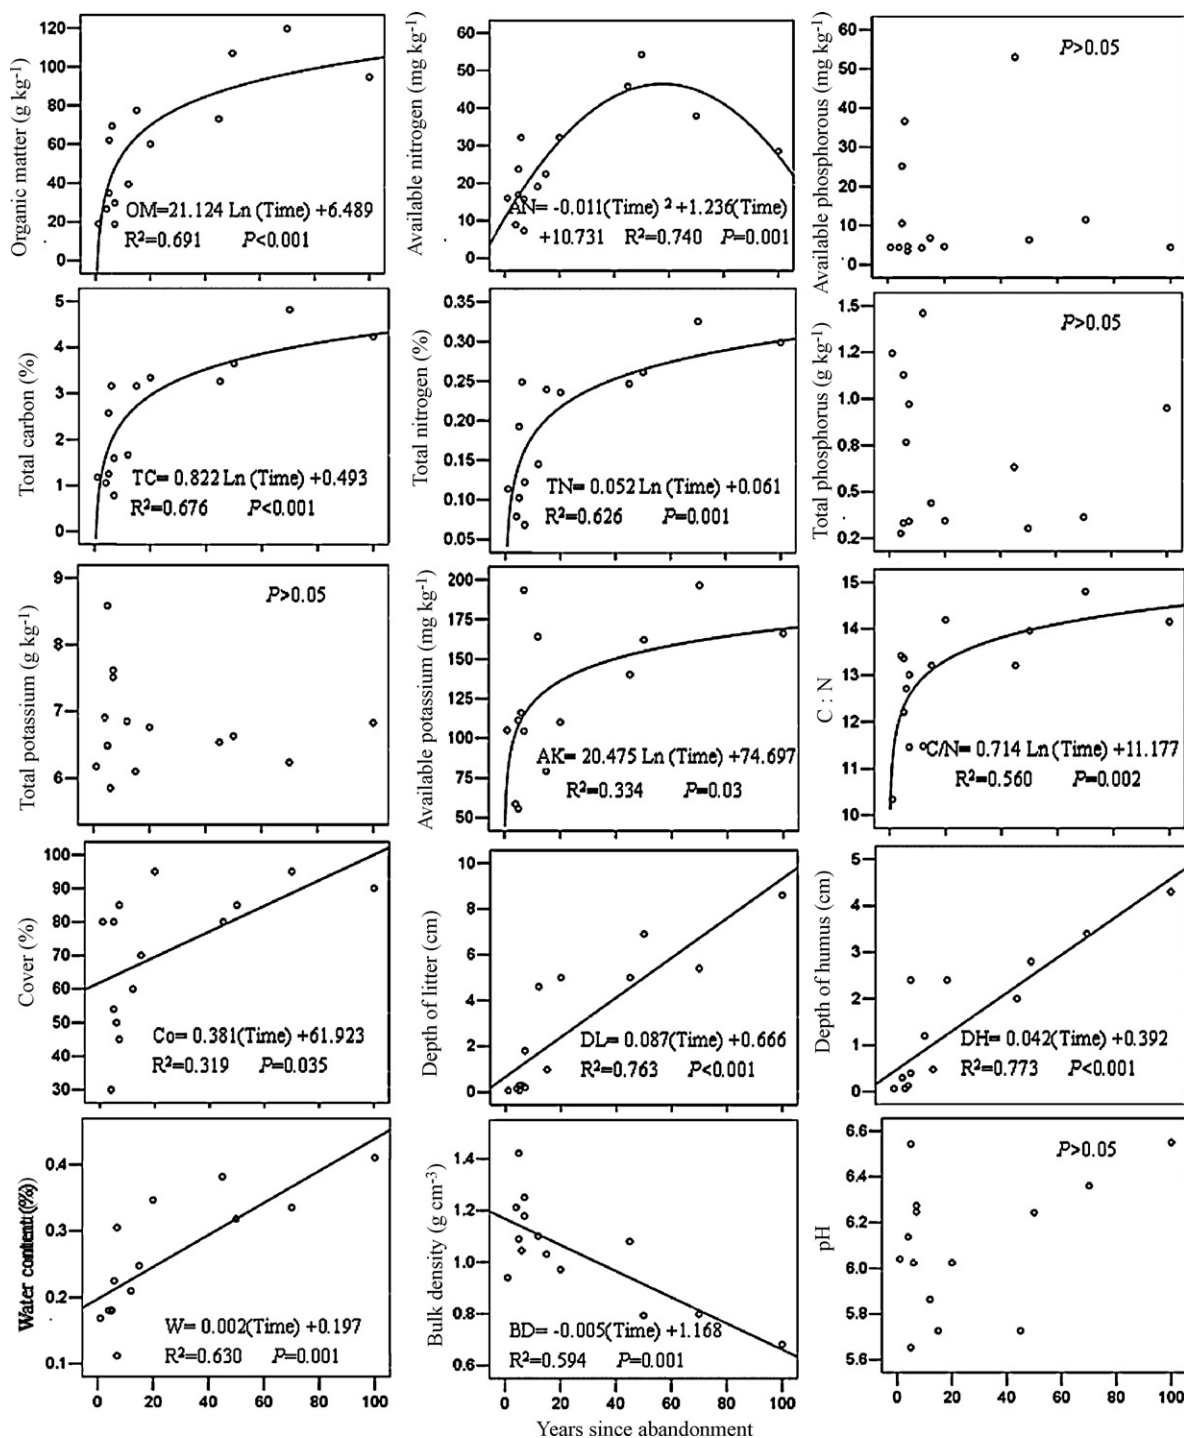 Organic matter (g kg-1)
120
100
80
60
40
20
0
OM=21.124 Ln (Time) +6.489
R²=0.691 P<0.001
Available nitrogen (mg kg-1)
60
50
40
30
20
10
0
AN= -0.011(Time) ² +1.236(Time)
+10.731 R²=0.740 P=0.001
Available phosphorous (mg kg-1)
60
50
40
30
20
10
0
P>0.05
Total carbon (%)
5
4
3
2
1
0
TC= 0.822 Ln (Time) +0.493
R²=0.676 P<0.001
Total nitrogen (%)
0.35
0.30
0.25
0.20
0.15
0.10
0.05
TN= 0.052 Ln (Time) +0.061
R²=0.626 P=0.001
Total phosphorus (g kg-1)
1.5
1.2
1.0
0.8
0.5
0.2
P>0.05
Total potassium (g kg-1)
9
8
7
6
P>0.05
Available potassium (mg kg-1)
200
175
150
125
100
75
50
AK= 20.475 Ln (Time) +74.697
R²=0.334 P=0.03
C : N
15
14
13
12
11
10
C/N= 0.714 Ln (Time) +11.177
R²=0.560 P=0.002
Cover (%)
100
90
80
70
60
50
40
30
Co= 0.381(Time) +61.923
R²=0.319 P=0.035
Depth of litter (cm)
10
8
6
4
2
0
DL= 0.087(Time) +0.666
R²=0.763 P<0.001
Depth of humus (cm)
5
4
3
2
1
0
DH= 0.042(Time) +0.392
R²=0.773 P<0.001
Water content (%)
0.4
0.3
0.2
0.1
W= 0.002(Time) +0.197
R²=0.630 P=0.001
0 20 40 60 80 100
Bulk density (g cm-3)
1.4
1.2
1.0
0.8
0.6
BD= -0.005(Time) +1.168
R²=0.594 P=0.001
0 20 40 60 80 100
pH
6.6
6.4
6.2
6.0
5.8
5.6
P>0.05
0 20 40 60 80 100
Years since abandonment